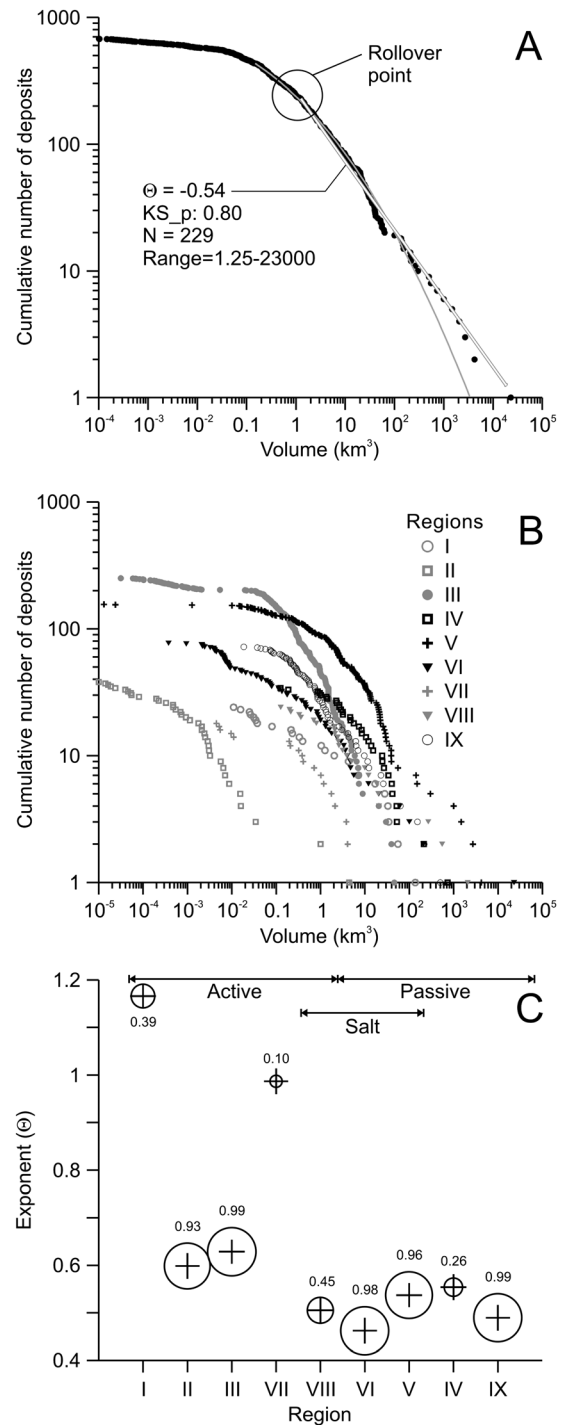 A
Cumulative number of deposits
1000
100
10
1
Rollover
point
Θ = -0.54
KS_p: 0.80
N = 229
Range=1.25-23000
10⁻⁴ 10⁻³ 10⁻² 0.1 1 10 10² 10³ 10⁴ 10⁵
Volume (km³)
B
Cumulative number of deposits
1000
100
10
1
Regions
I
II
III
IV
V
VI
VII
VIII
IX
10⁻⁵ 10⁻⁴ 10⁻³ 10⁻² 0.1 1 10 10² 10³ 10⁴ 10⁵
Volume (km³)
C
Active Passive
Salt
Exponent (Θ)
1.2
1
0.8
0.6
0.4
0.39
0.93
0.99
0.10
0.45
0.98
0.96
0.26
0.99
I II III VII VIII VI V IV IX
Region